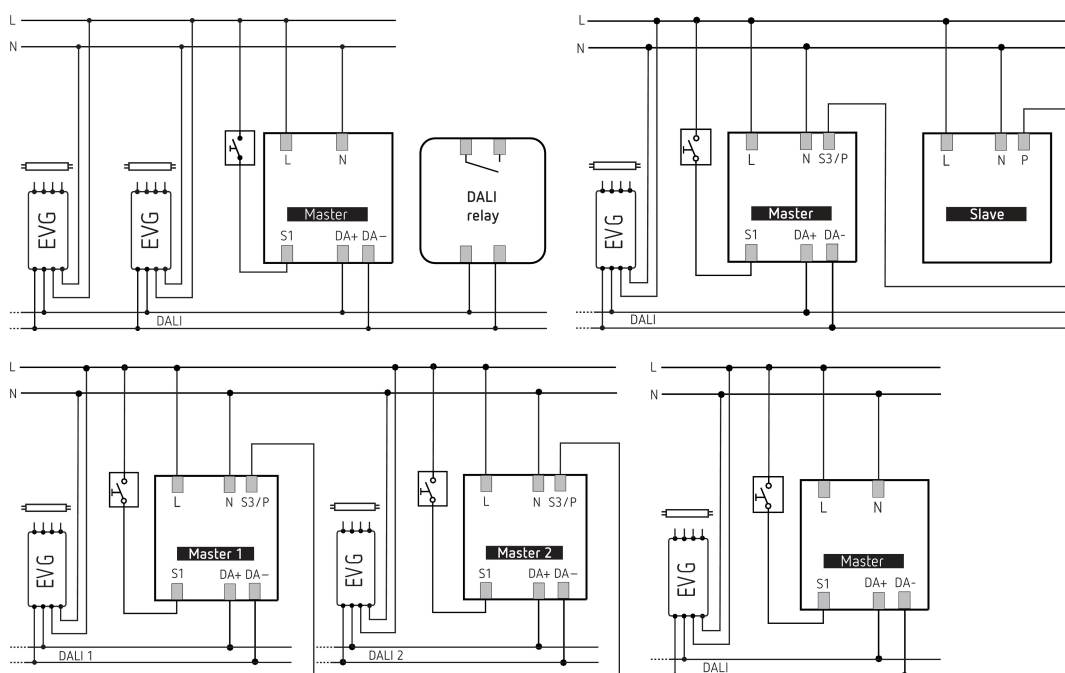 L
N
L N
Master
S1 DA+ DA−
EVG
EVG
DALI
relay
DALI
L
N
L N S3/P
Master
S1 DA+ DA-
EVG
L N P
Slave
DALI
L
N
L N S3/P
Master 1
S1 DA+ DA−
EVG
DALI 1
L N S3/P
Master 2
S1 DA+ DA−
EVG
DALI 2
L
N
L N
Master
S1 DA+ DA-
EVG
DALI